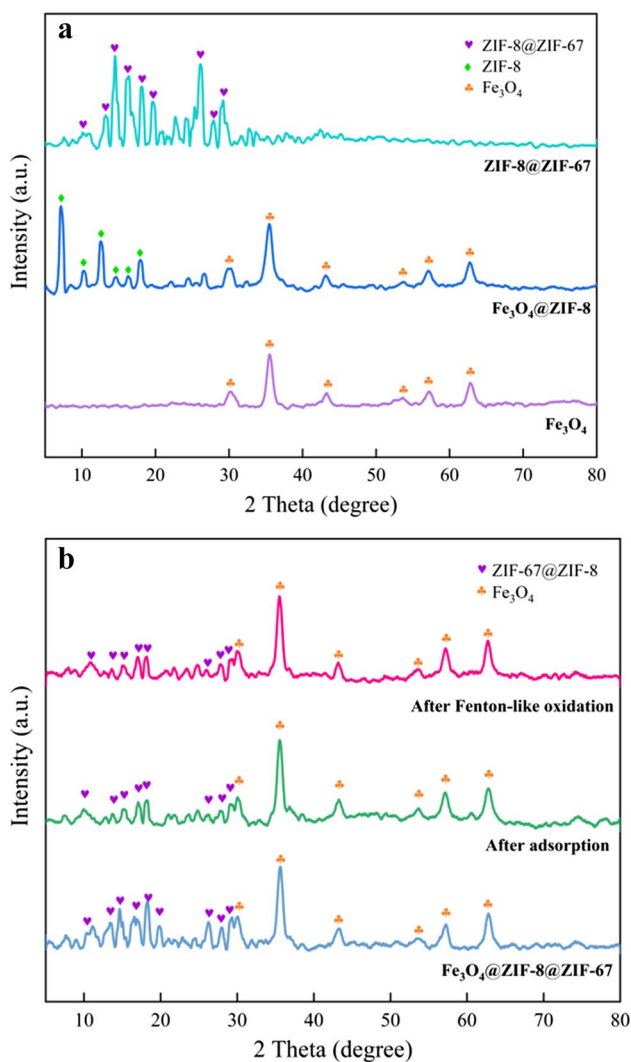 a
ZIF-8@ZIF-67
ZIF-8
Fe₃O₄
ZIF-8@ZIF-67
Fe₃O₄@ZIF-8
Fe₃O₄
Intensity (a.u.)
10 20 30 40 50 60 70 80
2 Theta (degree)
b
ZIF-67@ZIF-8
Fe₃O₄
After Fenton-like oxidation
After adsorption
Fe₃O₄@ZIF-8@ZIF-67
Intensity (a.u.)
10 20 30 40 50 60 70 80
2 Theta (degree)